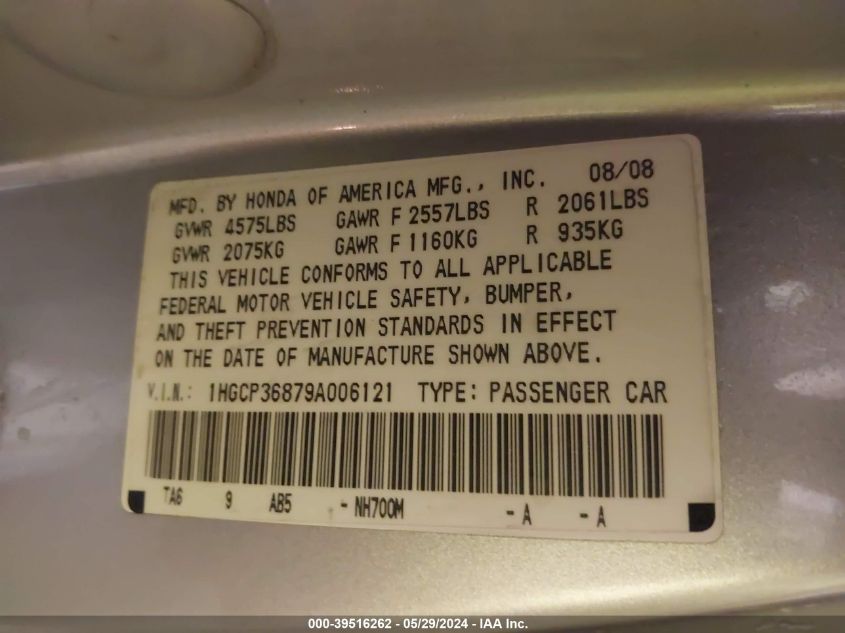 MFD. BY HONDA OF AMERICA MFG., INC. 08/08
GVWR 4575LBS GAWR F 2557LBS R 2061LBS
GVWR 2075KG GAWR F 1160KG R 935KG
THIS VEHICLE CONFORMS TO ALL APPLICABLE
FEDERAL MOTOR VEHICLE SAFETY, BUMPER,
AND THEFT PREVENTION STANDARDS IN EFFECT
ON THE DATE OF MANUFACTURE SHOWN ABOVE.
V.I.N.: 1HGCP36879A006121 TYPE: PASSENGER CAR
TA6 9 AB5 - NH700M - A - A
000-39516262 - 05/29/2024 - IAA Inc.